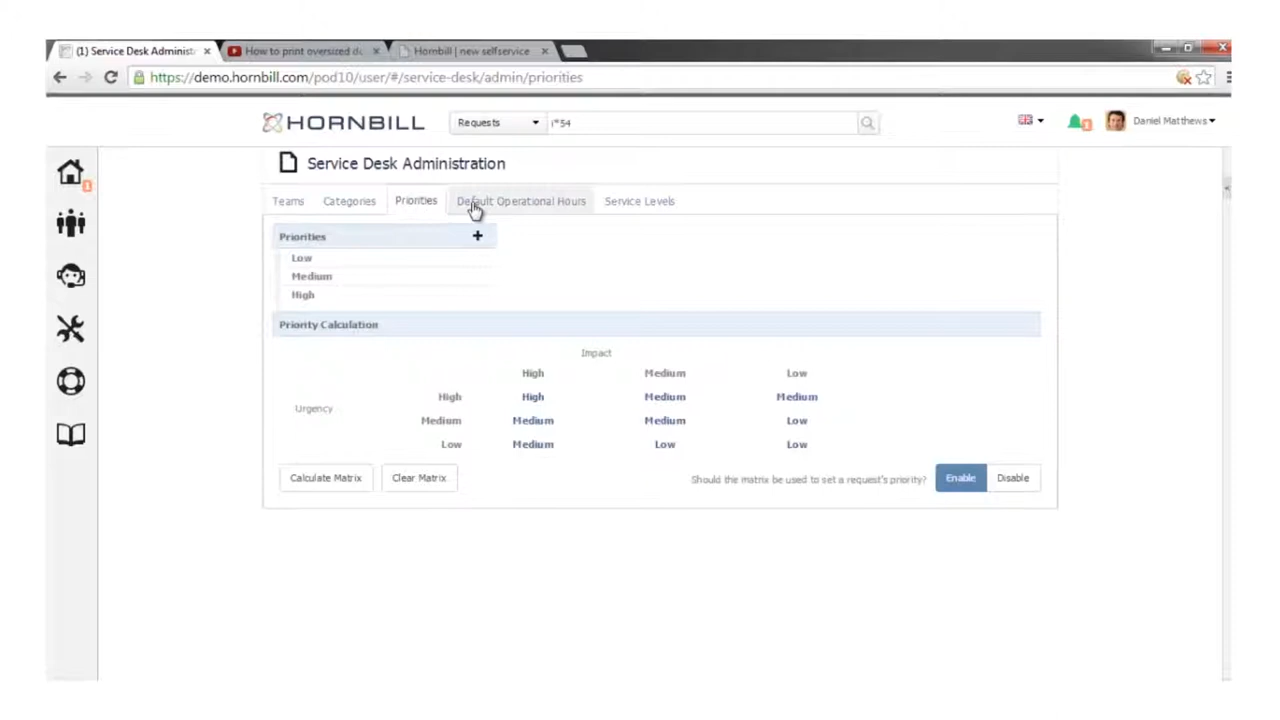 (1) Service Desk Administr × How to print oversized d × Hornbill | new selfservice ×
https://demo.hornbill.com/pod10/user/#/service-desk/admin/priorities
HORNBILL Requests i*54 Daniel Matthews
1
1
Service Desk Administration
Teams Categories Priorities Default Operational Hours Service Levels
Priorities +
Low
Medium
High
Priority Calculation
Impact
High Medium Low
High High Medium Medium
Urgency
Medium Medium Medium Low
Low Medium Low Low
Calculate Matrix Clear Matrix Should the matrix be used to set a request's priority? Enable Disable